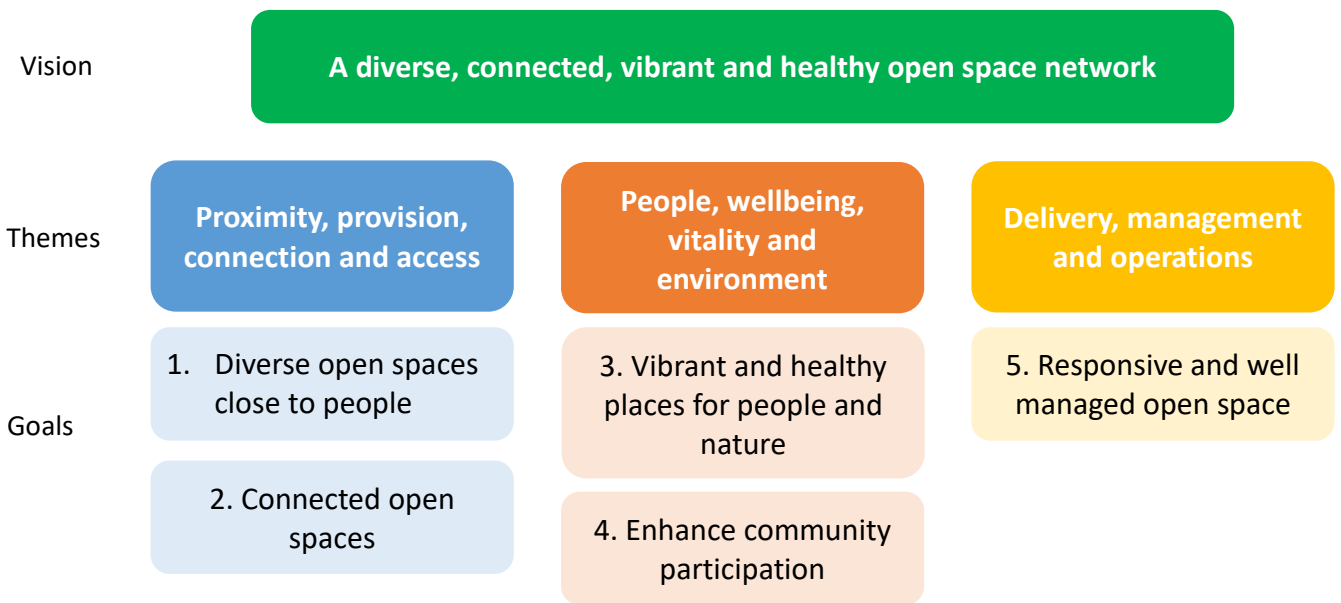 Vision
A diverse, connected, vibrant and healthy open space network
Themes
Proximity, provision,
connection and access
People, wellbeing,
vitality and
environment
Delivery, management
and operations
Goals
1. Diverse open spaces
close to people
2. Connected open
spaces
3. Vibrant and healthy
places for people and
nature
4. Enhance community
participation
5. Responsive and well
managed open space